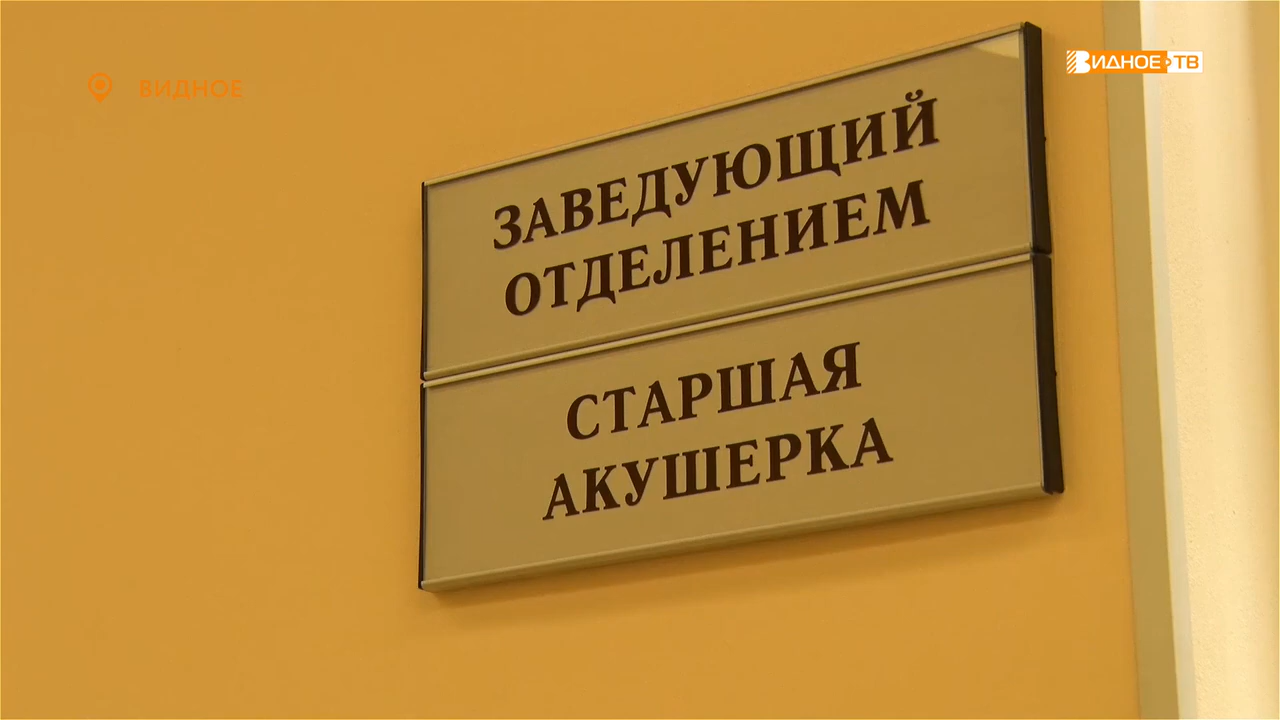 ВИДНОЕ
ВИДНОЕ ТВ
ЗАВЕДУЮЩИЙ
ОТДЕЛЕНИЕМ
СТАРШАЯ
АКУШЕРКА